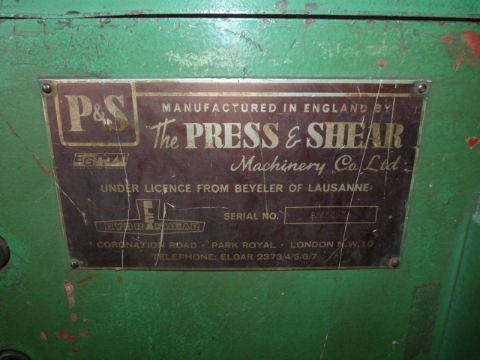 P&S
MANUFACTURED IN ENGLAND BY
The PRESS & SHEAR
Machinery Co. Ltd
UNDER LICENCE FROM BEYELER OF LAUSANNE
SERIAL NO.
CORONATION ROAD · PARK ROYAL · LONDON N.W.10
TELEPHONE: ELGAR 2373/4/5/6/7